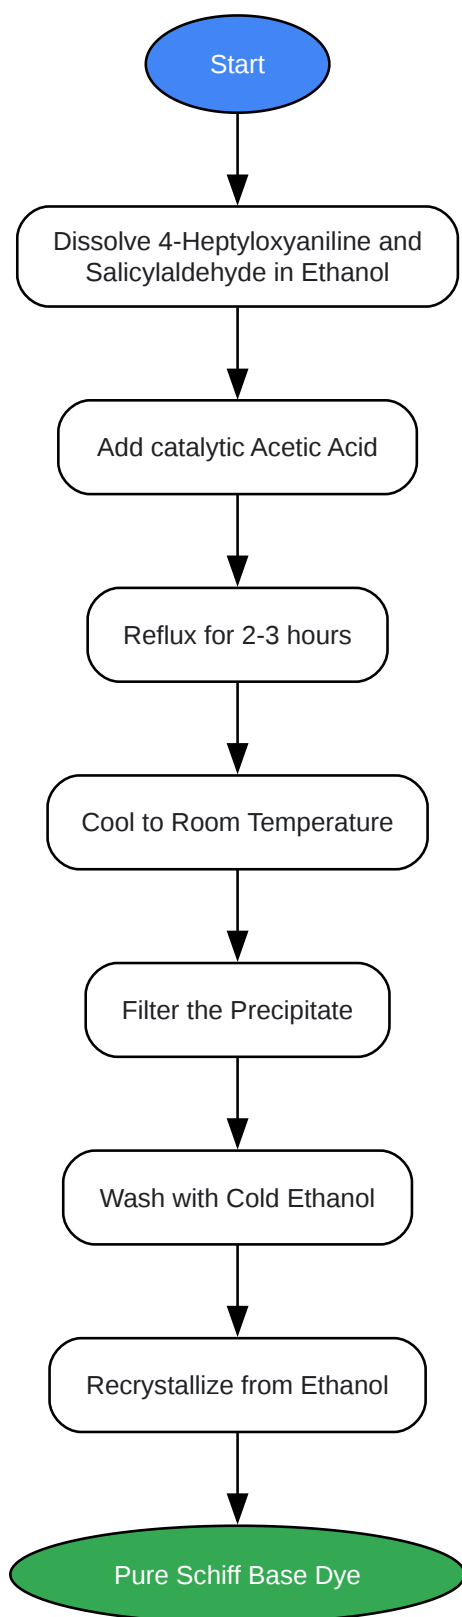 Start
Dissolve 4-Heptyloxyaniline and
Salicylaldehyde in Ethanol
Add catalytic Acetic Acid
Reflux for 2-3 hours
Cool to Room Temperature
Filter the Precipitate
Wash with Cold Ethanol
Recrystallize from Ethanol
Pure Schiff Base Dye